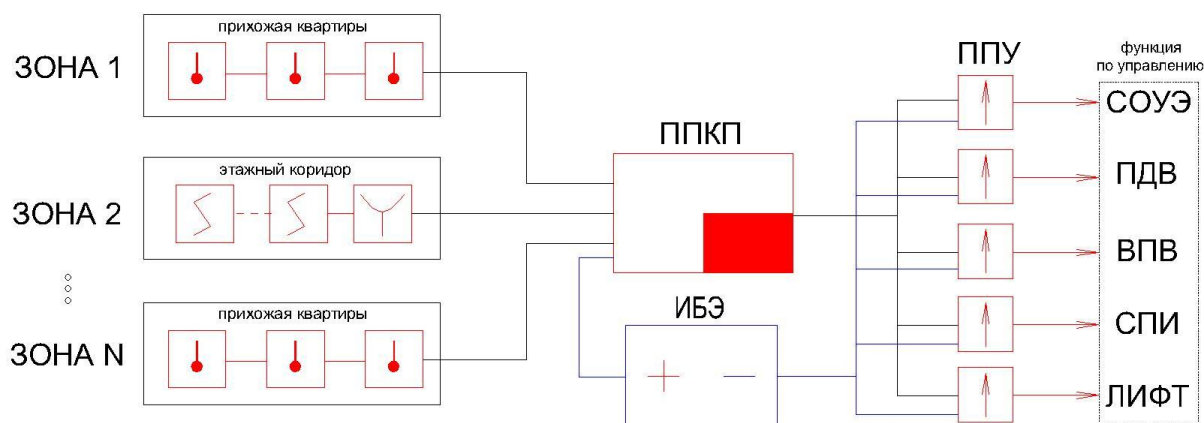 прихожая квартиры
ЗОНА 1
этажный коридор
ЗОНА 2
прихожая квартиры
ЗОНА N
ППКП
ИБЭ
ППУ
функция
по управлению
СОУЭ
ПДВ
ВПВ
СПИ
ЛИФТ